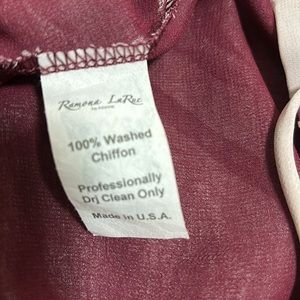 Ramona LaRue
100% Washed
Chiffon
Professionally
Dry Clean Only
Made in U.S.A.